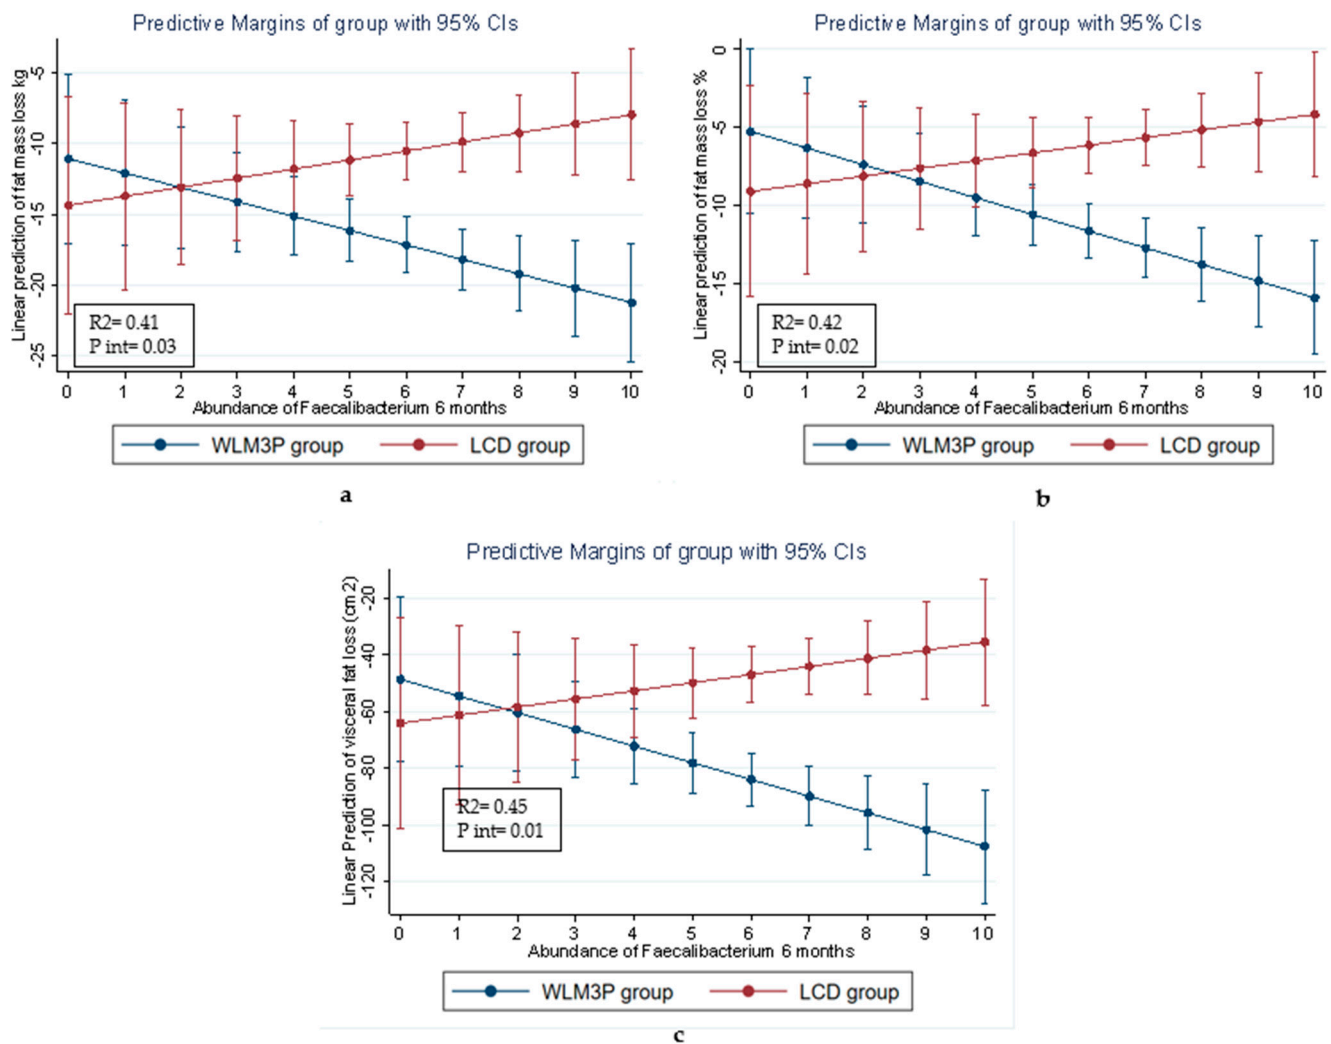 Predictive Margins of group with 95% CIs
Linear prediction of fat mass loss kg
-5
-10
-15
-20
-25
R2= 0.41
P int= 0.03
0 1 2 3 4 5 6 7 8 9 10
Abundance of Faecalibacterium 6 months
WLM3P group LCD group
a
Predictive Margins of group with 95% CIs
Linear prediction of fat mass loss %
0
-5
-10
-15
-20
R2= 0.42
P int= 0.02
0 1 2 3 4 5 6 7 8 9 10
Abundance of Faecalibacterium 6 months
WLM3P group LCD group
b
Predictive Margins of group with 95% CIs
Linear Prediction of visceral fat loss (cm2)
-20
-40
-60
-80
-100
-120
R2= 0.45
P int= 0.01
0 1 2 3 4 5 6 7 8 9 10
Abundance of Faecalibacterium 6 months
WLM3P group LCD group
c